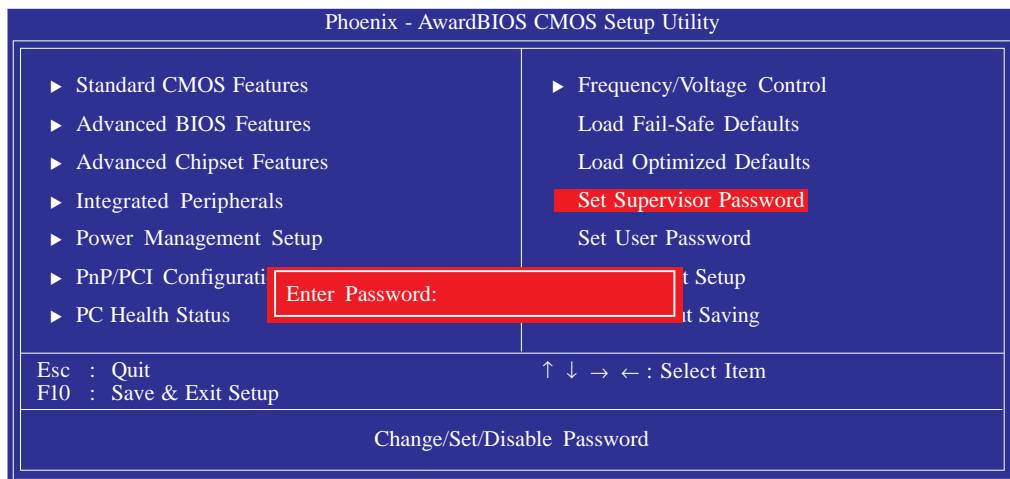 Phoenix - AwardBIOS CMOS Setup Utility
▶ Standard CMOS Features
▶ Advanced BIOS Features
▶ Advanced Chipset Features
▶ Integrated Peripherals
▶ Power Management Setup
▶ PnP/PCI Configurati
▶ PC Health Status
▶ Frequency/Voltage Control
Load Fail-Safe Defaults
Load Optimized Defaults
Set Supervisor Password
Set User Password
t Setup
ut Saving
Enter Password:
Esc : Quit
F10 : Save & Exit Setup
↑ ↓ → ← : Select Item
Change/Set/Disable Password